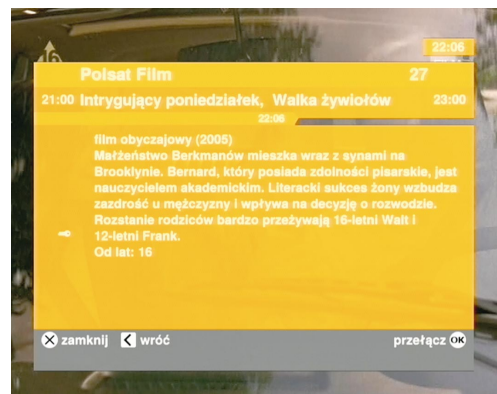 16
22:06
Polsat Film 27
21:00 Intrygujący poniedziałek, Walka żywiołów 23:00
22:06
film obyczajowy (2005)
Małżeństwo Berkmanów mieszka wraz z synami na
Brooklynie. Bernard, który posiada zdolności pisarskie, jest
nauczycielem akademickim. Literacki sukces żony wzbudza
zazdrość u mężczyzny i wpływa na decyzję o rozwodzie.
Rozstanie rodziców bardzo przeżywają 16-letni Walt i
12-letni Frank.
Od lat: 16
zamknij wróć przełącz OK